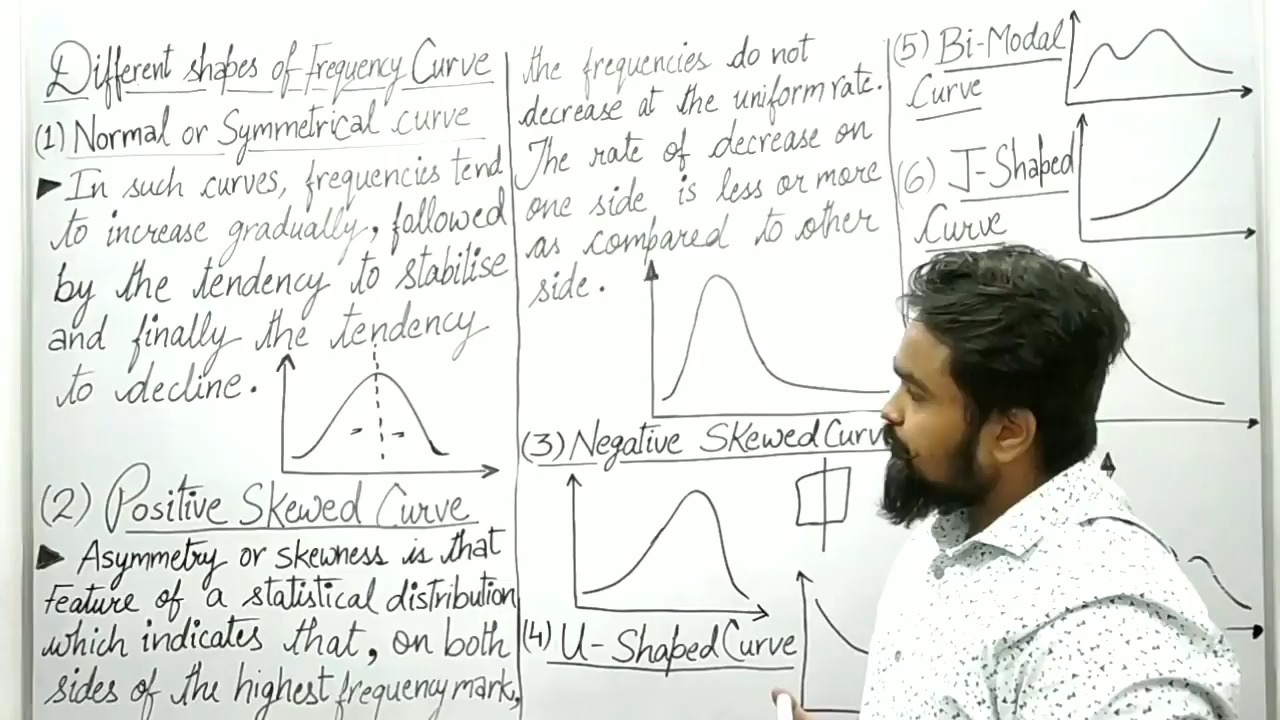 Different shapes of Frequency Curve
(1) Normal or Symmetrical curve
In such curves, frequencies tend
to increase gradually, followed
by the tendency to stabilise
and finally the tendency
to decline.
(2) Positive Skewed Curve
Asymmetry or skewness is that
feature of a statistical distribution
which indicates that, on both
sides of the highest frequency mark,
the frequencies do not
decrease at the uniform rate.
The rate of decrease on
one side is less or more
as compared to other
side.
(3) Negative Skewed Curv
(4) U-Shaped Curve
(5) Bi-Modal
Curve
(6) J-Shaped
Curve